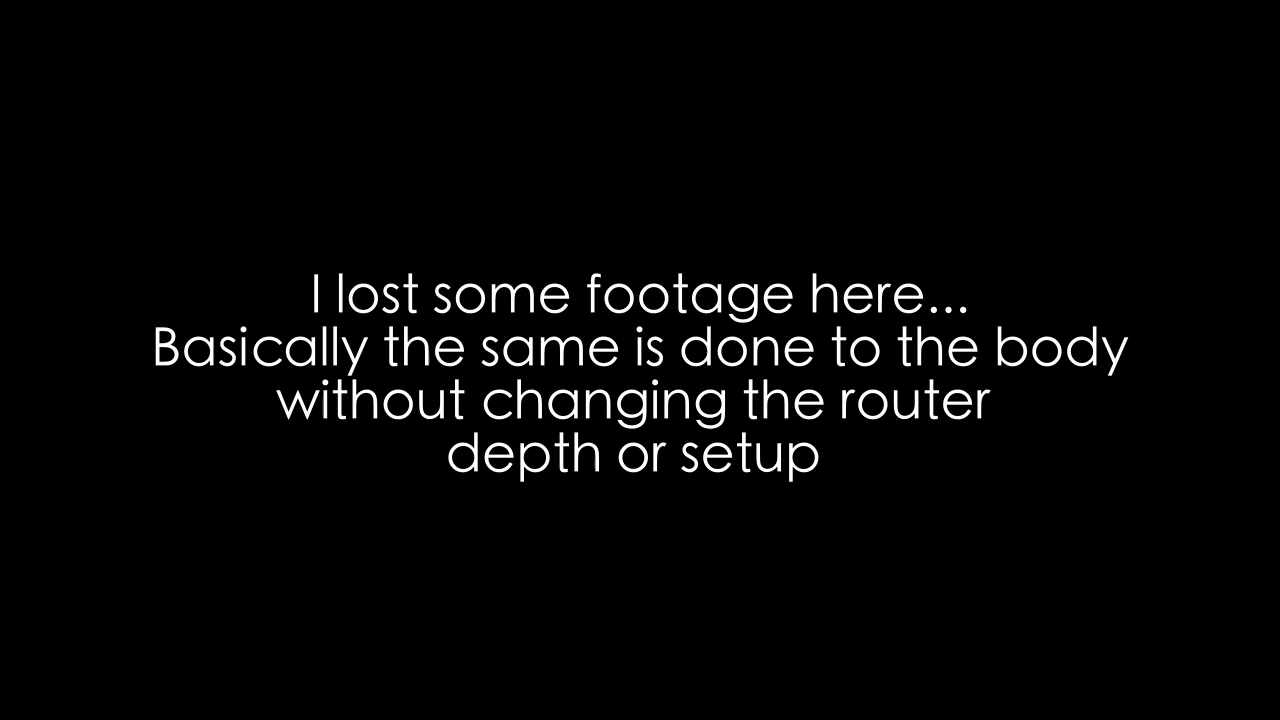 I lost some footage here...
Basically the same is done to the body
without changing the router
depth or setup